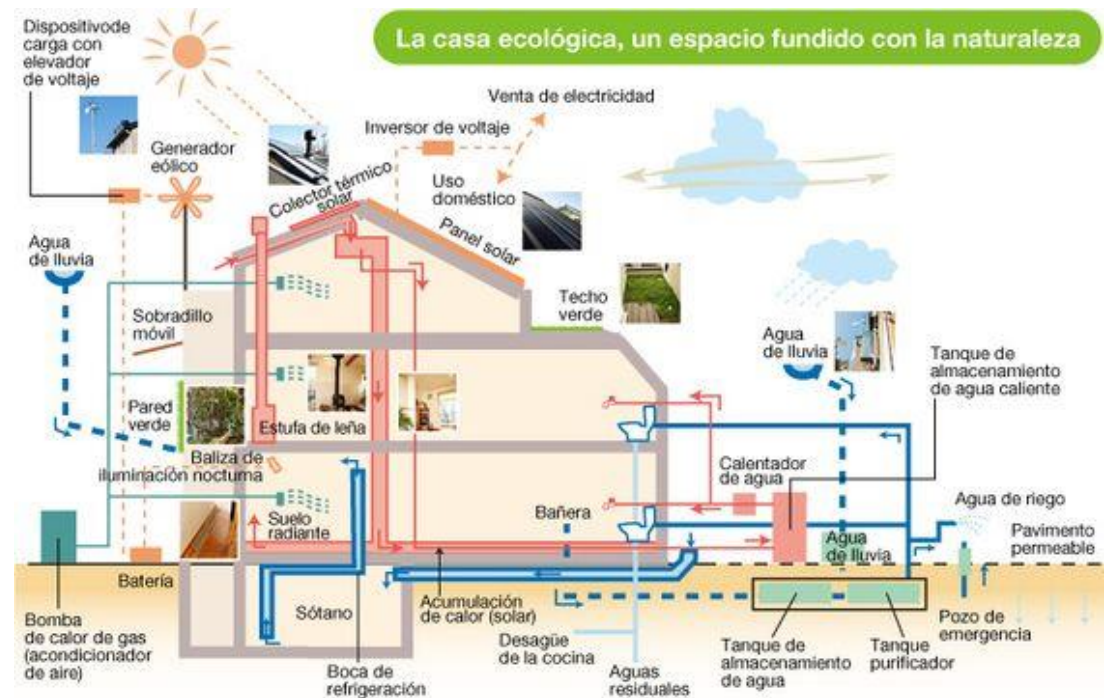 Dispositivode
carga con
elevador
de voltaje
La casa ecológica, un espacio fundido con la naturaleza
Venta de electricidad
Inversor de voltaje
Generador
eólico
Uso
doméstico
Colector térmico
solar
Panel solar
Agua
de lluvia
Sobradillo
móvil
Techo
verde
Agua
de lluvia
Tanque de
almacenamiento
de agua caliente
Pared
verde
Estufa de leña
Baliza de
iluminación nocturna
Calentador
de agua
Suelo
radiante
Bañera
Agua
de lluvia
Agua de riego
Pavimento
permeable
Batería
Sótano
Acumulación
de calor (solar)
Bomba
de calor de gas
(acondicionador
de aire)
Boca de
refrigeración
Desagüe
de la cocina
Aguas
residuales
Tanque de
almacenamiento
de agua
Tanque
purificador
Pozo de
emergencia